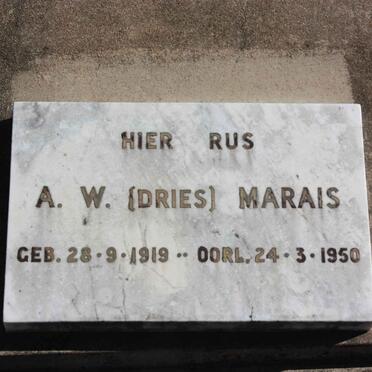 HIER RUS
A. W. (DRIES) MARAIS
GEB. 28·9·1919 ·· OORL. 24·3·1950